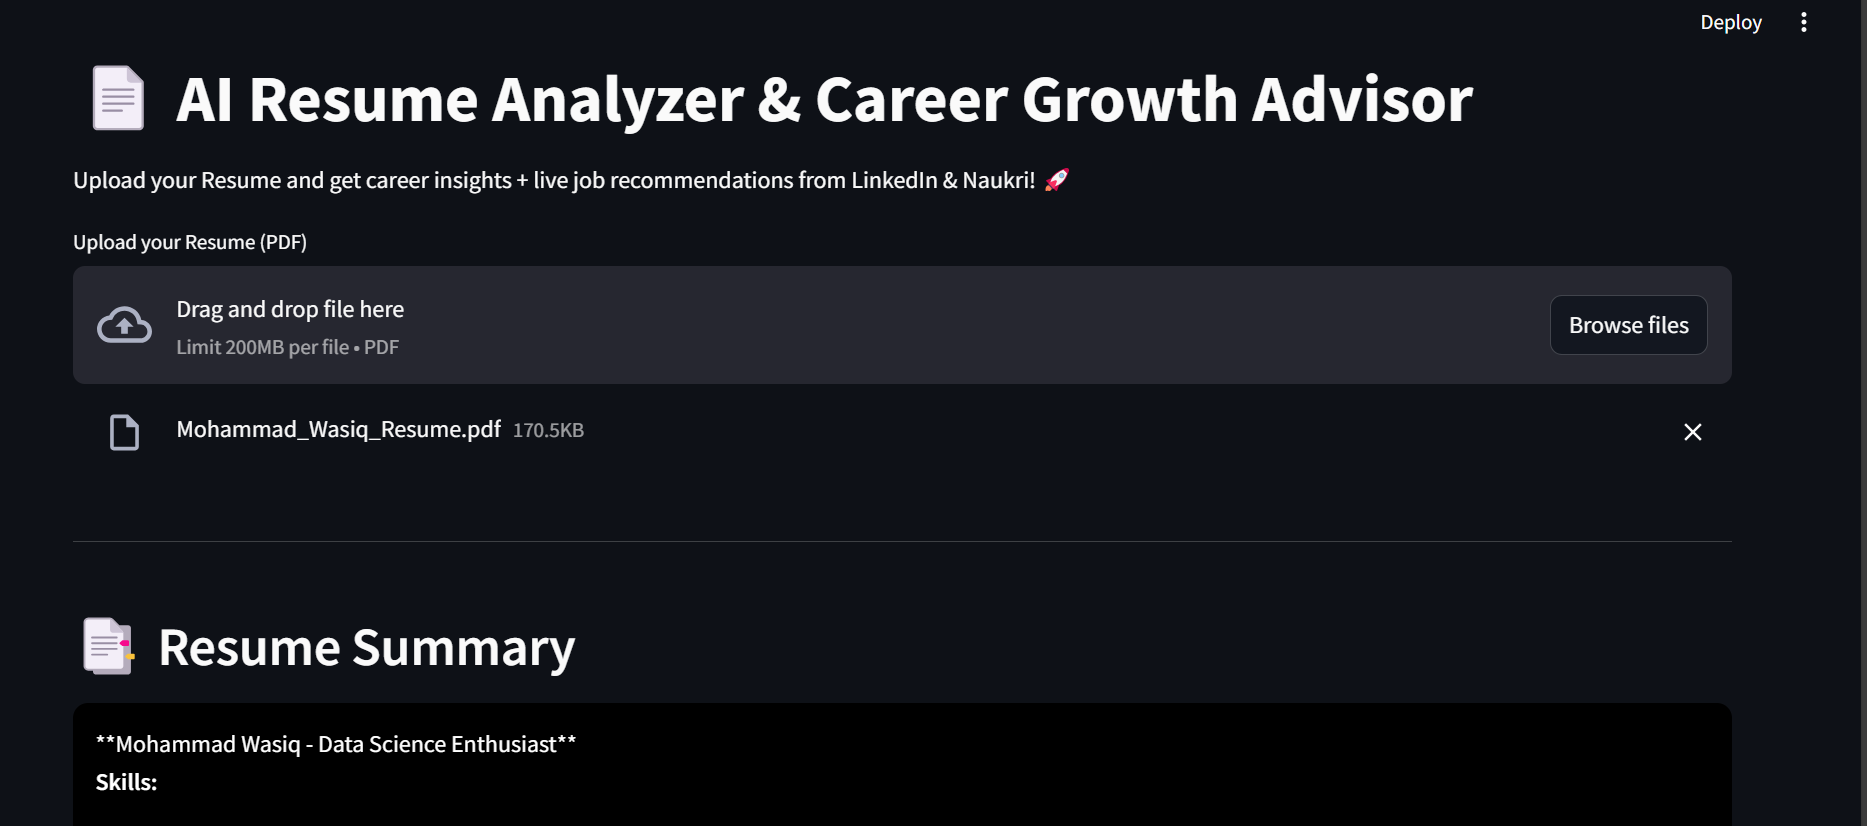 Deploy
AI Resume Analyzer & Career Growth Advisor
Upload your Resume and get career insights + live job recommendations from LinkedIn & Naukri! 🚀
Upload your Resume (PDF)
Drag and drop file here
Limit 200MB per file • PDF
Browse files
Mohammad_Wasiq_Resume.pdf 170.5KB
Resume Summary
**Mohammad Wasiq - Data Science Enthusiast**
Skills: